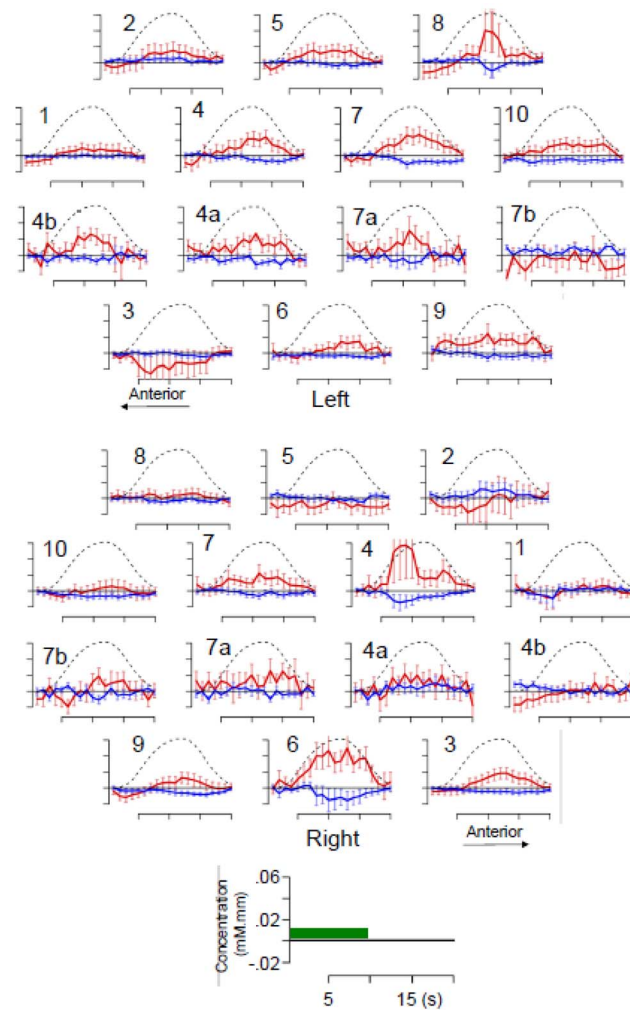 2 5 8
1 4 7 10
4b 4a 7a 7b
3 6 9
Anterior Left
8 5 2
10 7 4 1
7b 7a 4a 4b
9 6 3
Right Anterior
Concentration
(mM.mm)
.06
.02
-.02
5 15 (s)